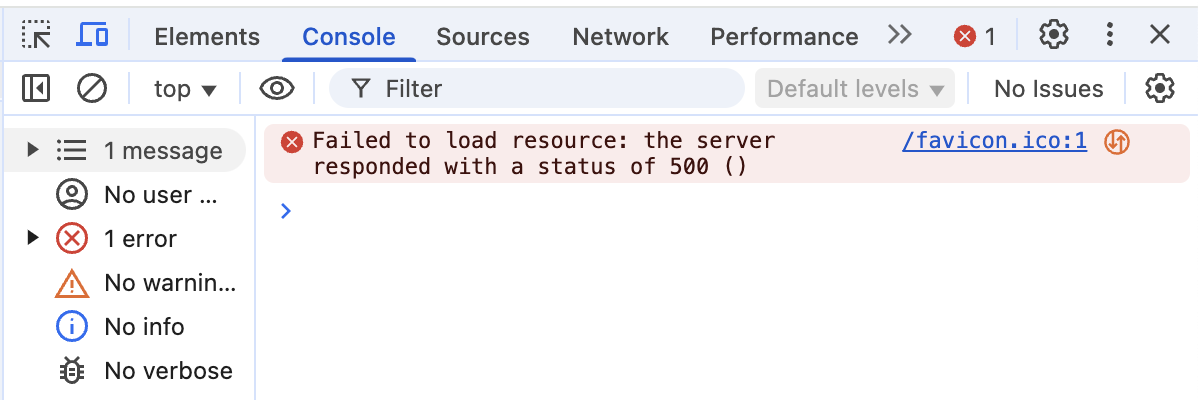 Elements Console Sources Network Performance 1
top Filter Default levels No Issues
1 message
No user ...
1 error
No warnin...
No info
No verbose
Failed to load resource: the server /favicon.ico:1
responded with a status of 500 ()